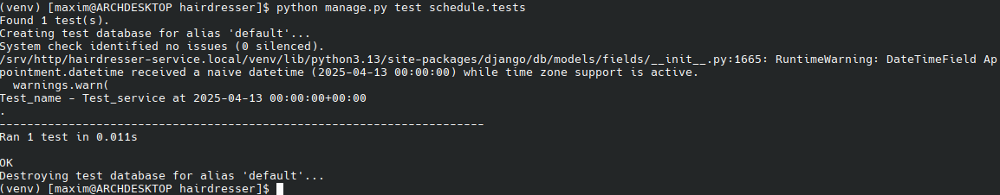 (venv) [maxim@ARCHDESKTOP hairdresser]$ python manage.py test schedule.tests
Found 1 test(s).
Creating test database for alias 'default'...
System check identified no issues (0 silenced).
/srv/http/hairdresser-service.local/venv/lib/python3.13/site-packages/django/db/models/fields/__init__.py:1665: RuntimeWarning: DateTimeField Ap
pointment.datetime received a naive datetime (2025-04-13 00:00:00) while time zone support is active.
  warnings.warn(
Test_name - Test_service at 2025-04-13 00:00:00+00:00
.
----------------------------------------------------------------------
Ran 1 test in 0.011s

OK
Destroying test database for alias 'default'...
(venv) [maxim@ARCHDESKTOP hairdresser]$